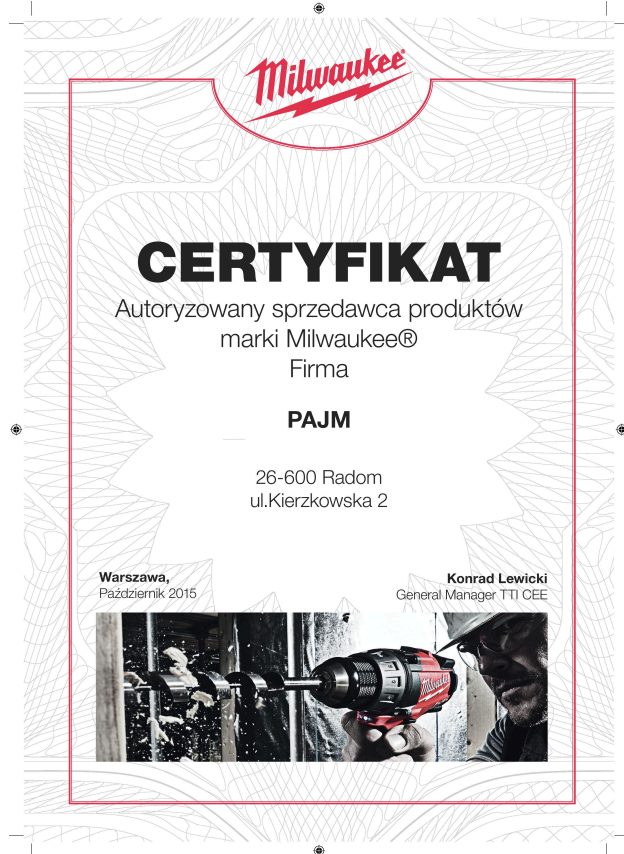 Milwaukee®
CERTYFIKAT
Autoryzowany sprzedawca produktów
marki Milwaukee®
Firma
PAJM
26-600 Radom
ul.Kierzkowska 2
Warszawa,
Październik 2015
Konrad Lewicki
General Manager TTI CEE
Milwaukee